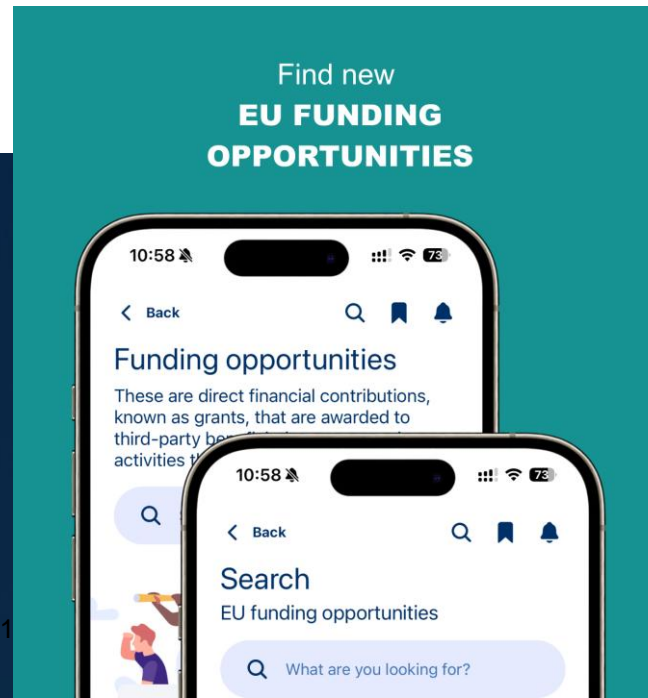 Find new
EU FUNDING
OPPORTUNITIES
10:58
73
Back
Funding opportunities
These are direct financial contributions,
known as grants, that are awarded to
third-party
activities
10:58
73
Back
Search
EU funding opportunities
What are you looking for?
1